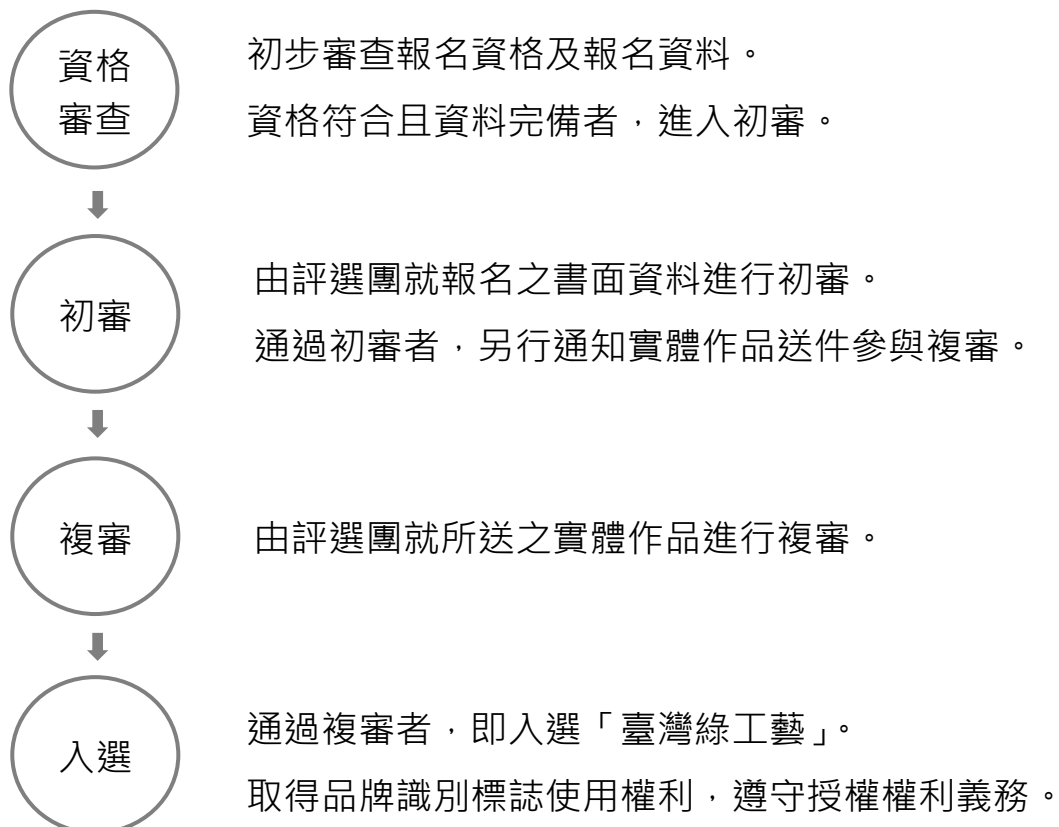 資格
審查
初步審查報名資格及報名資料。
資格符合且資料完備者，進入初審。
初審
由評選團就報名之書面資料進行初審。
通過初審者，另行通知實體作品送件參與複審。
複審
由評選團就所送之實體作品進行複審。
入選
通過複審者，即入選「臺灣綠工藝」。
取得品牌識別標誌使用權利，遵守授權權利義務。